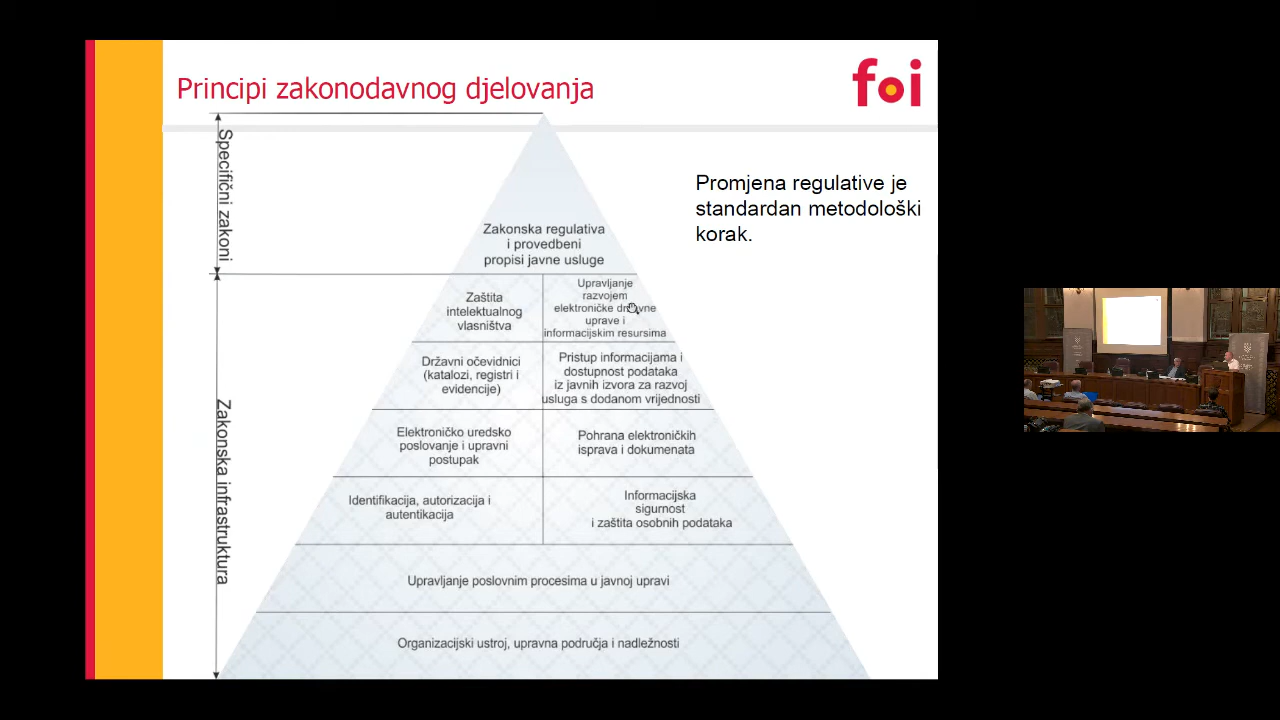 Principi zakonodavnog djelovanja
foi
Specifični zakoni
Promjena regulative je
standardan metodološki
korak.
Zakonska regulativa
i provedbeni
propisi javne usluge
Zakonska infrastruktura
Zaštita
intelektualnog
vlasništva
Upravljanje
razvojem
elektroničke državne
uprave i
informacijskim resursima
Državni očevidnici
(katalozi, registri i
evidencije)
Pristup informacijama i
dostupnost podataka
iz javnih izvora za razvoj
usluga s dodanom vrijednosti
Elektroničko uredsko
poslovanje i upravni
postupak
Pohrana elektroničkih
isprava i dokumenata
Identifikacija, autorizacija i
autentikacija
Informacijska
sigurnost
i zaštita osobnih podataka
Upravljanje poslovnim procesima u javnoj upravi
Organizacijski ustroj, upravna područja i nadležnosti